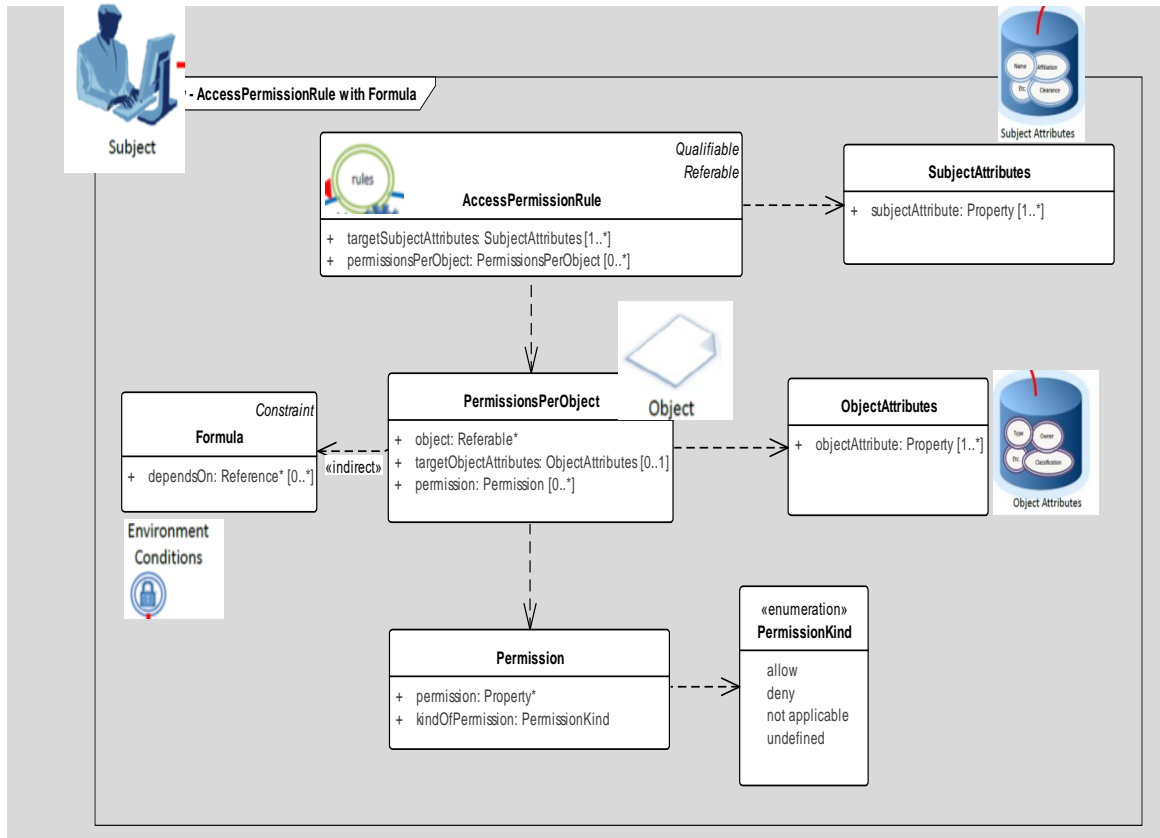 Subject
- AccessPermissionRule with Formula
Name
Affiliation
Etc.
Clearance
Subject Attributes
rules
Qualifiable
Referable
AccessPermissionRule
+ targetSubjectAttributes: SubjectAttributes [1..*]
+ permissionsPerObject: PermissionsPerObject [0..*]
SubjectAttributes
+ subjectAttribute: Property [1..*]
Object
Constraint
Formula
+ dependsOn: Reference* [0..*]
«indirect»
PermissionsPerObject
+ object: Referable*
+ targetObjectAttributes: ObjectAttributes [0..1]
+ permission: Permission [0..*]
ObjectAttributes
+ objectAttribute: Property [1..*]
Type
Owner
Etc.
Classification
Object Attributes
Environment
Conditions
Permission
+ permission: Property*
+ kindOfPermission: PermissionKind
«enumeration»
PermissionKind
allow
deny
not applicable
undefined